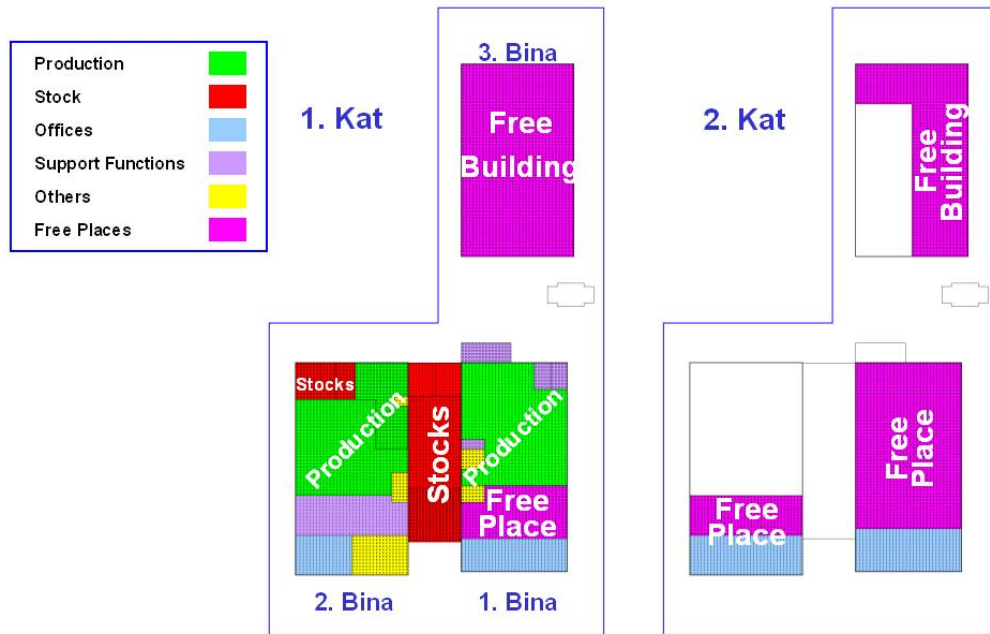 Production
Stock
Offices
Support Functions
Others
Free Places
1. Kat
3. Bina
Free
Building
2. Kat
Free
Building
Stocks
Production
Stocks
Production
Free
Place
2. Bina
1. Bina
Free
Place
Free
Place